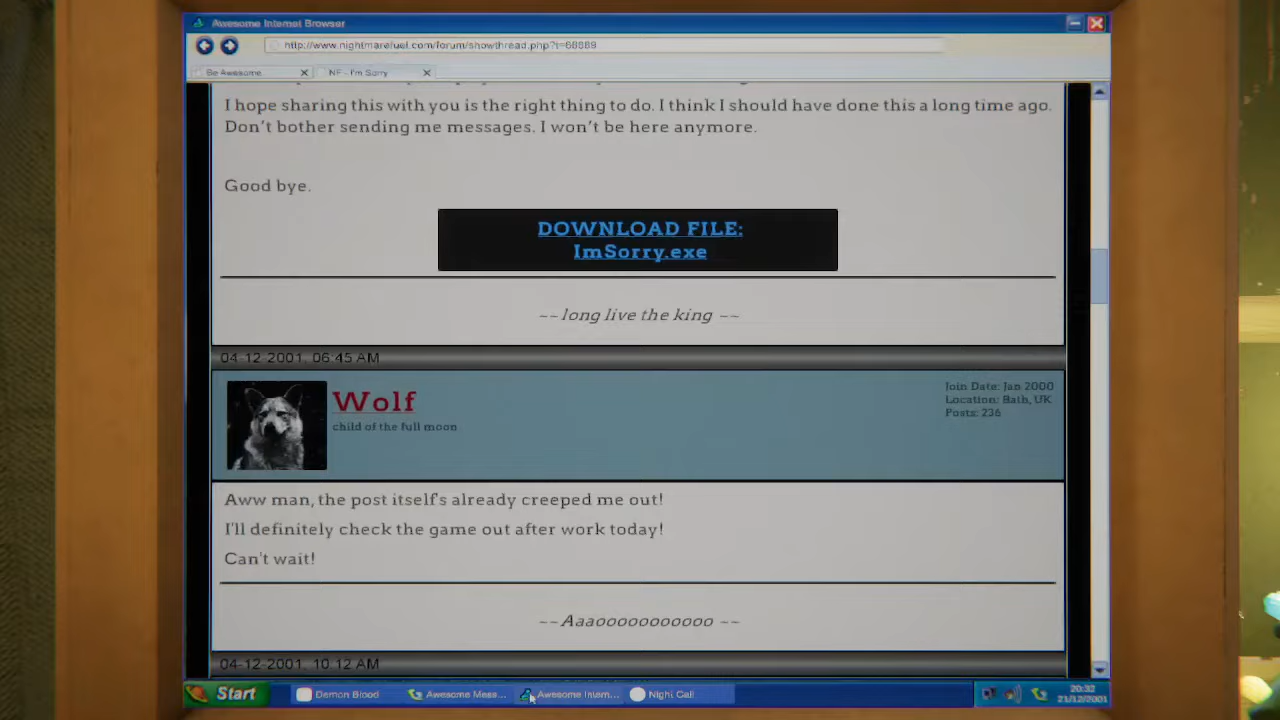 Awesome Internet Browser
http://www.nightmarefuel.com/forum/showthread.php?t=68889
Be Awesome
NF - I'm Sorry
I hope sharing this with you is the right thing to do. I think I should have done this a long time ago.
Don't bother sending me messages. I won't be here anymore.
Good bye.
DOWNLOAD FILE:
ImSorry.exe
~~long live the king ~~
04-12-2001, 06:45 AM
Wolf
child of the full moon
Join Date: Jan 2000
Location: Bath, UK
Posts: 236
Aww man, the post itself's already creeped me out!
I'll definitely check the game out after work today!
Can't wait!
~~Aaaooooooooooo ~~
04-12-2001, 10:12 AM
Start
Demon Blood
Awesome Mess...
Awesome Intern...
Night Call
20:32
21/12/2001